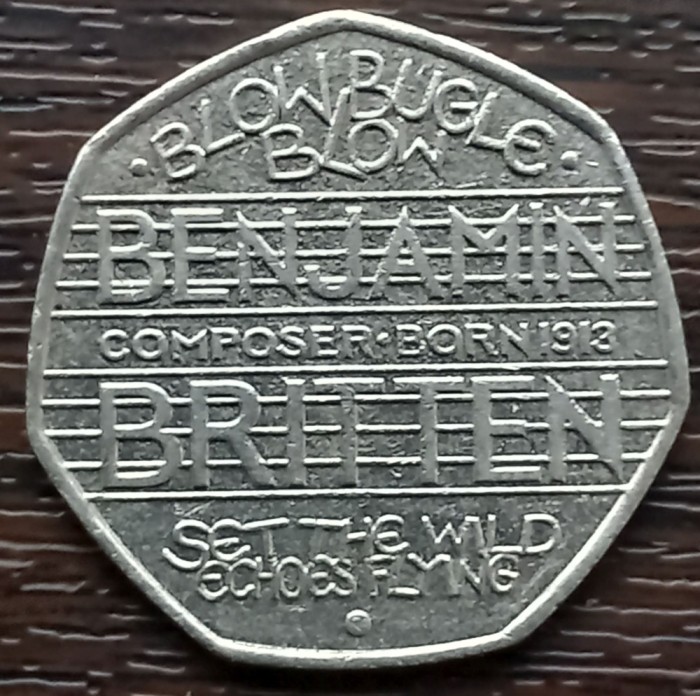 ·BLOW BUGLE·
BLOW
BENJAMIN
COMPOSER·BORN 1913
BRITTEN
SET THE WILD
ECHOES FLYING